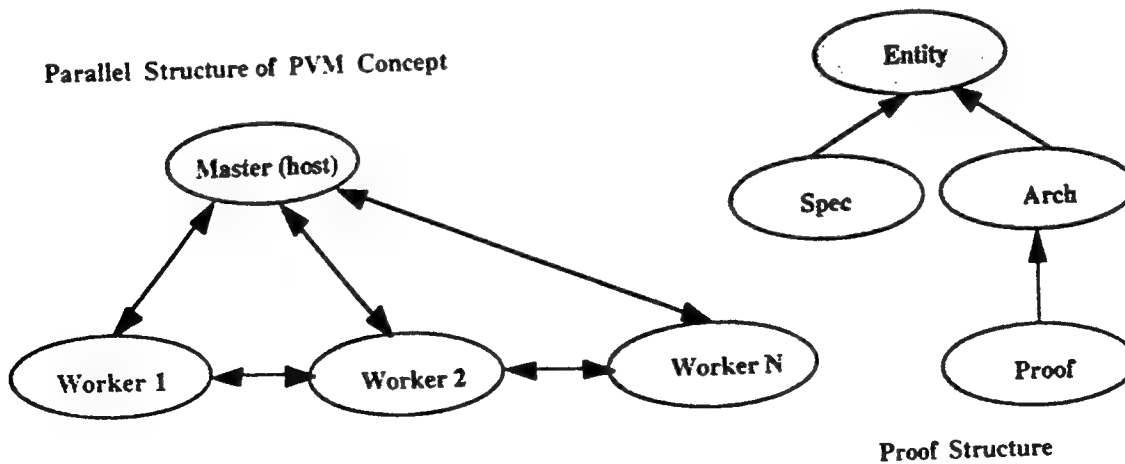 Parallel Structure of PVM Concept
Master (host)
Worker 1
Worker 2
Worker N
Entity
Spec
Arch
Proof
Proof Structure